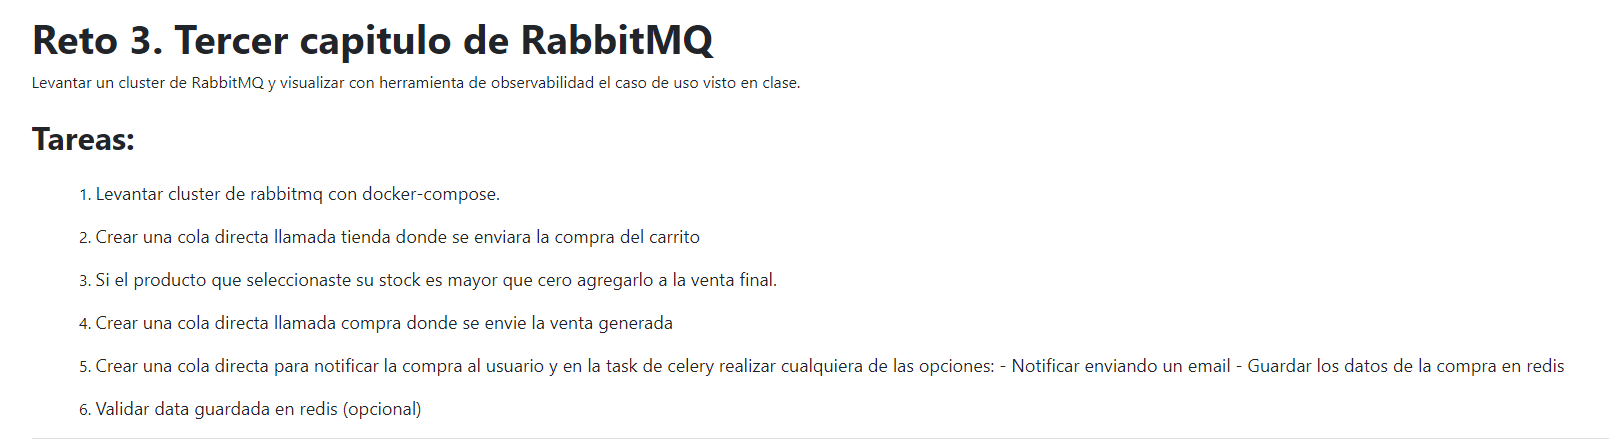 Reto 3. Tercer capitulo de RabbitMQ
Levantar un cluster de RabbitMQ y visualizar con herramienta de observabilidad el caso de uso visto en clase.
Tareas:
1. Levantar cluster de rabbitmq con docker-compose.
2. Crear una cola directa llamada tienda donde se enviara la compra del carrito
3. Si el producto que seleccionaste su stock es mayor que cero agregarlo a la venta final.
4. Crear una cola directa llamada compra donde se envie la venta generada
5. Crear una cola directa para notificar la compra al usuario y en la task de celery realizar cualquiera de las opciones: - Notificar enviando un email - Guardar los datos de la compra en redis
6. Validar data guardada en redis (opcional)